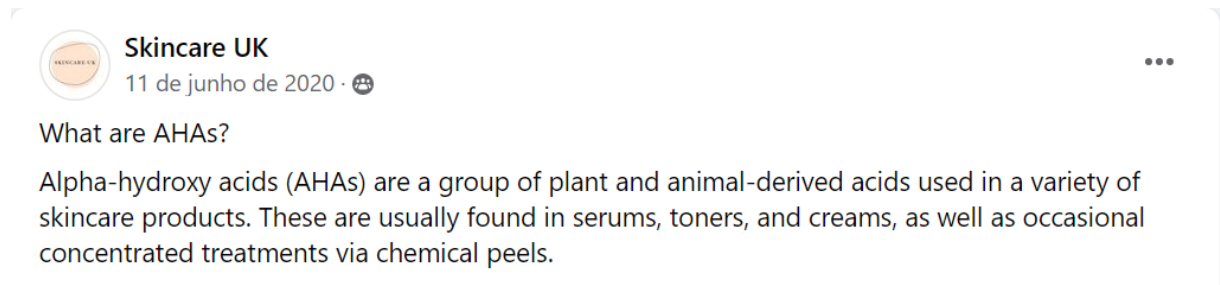 SKINCARE UK
Skincare UK
11 de junho de 2020 ·
What are AHAs?
Alpha-hydroxy acids (AHAs) are a group of plant and animal-derived acids used in a variety of
skincare products. These are usually found in serums, toners, and creams, as well as occasional
concentrated treatments via chemical peels.